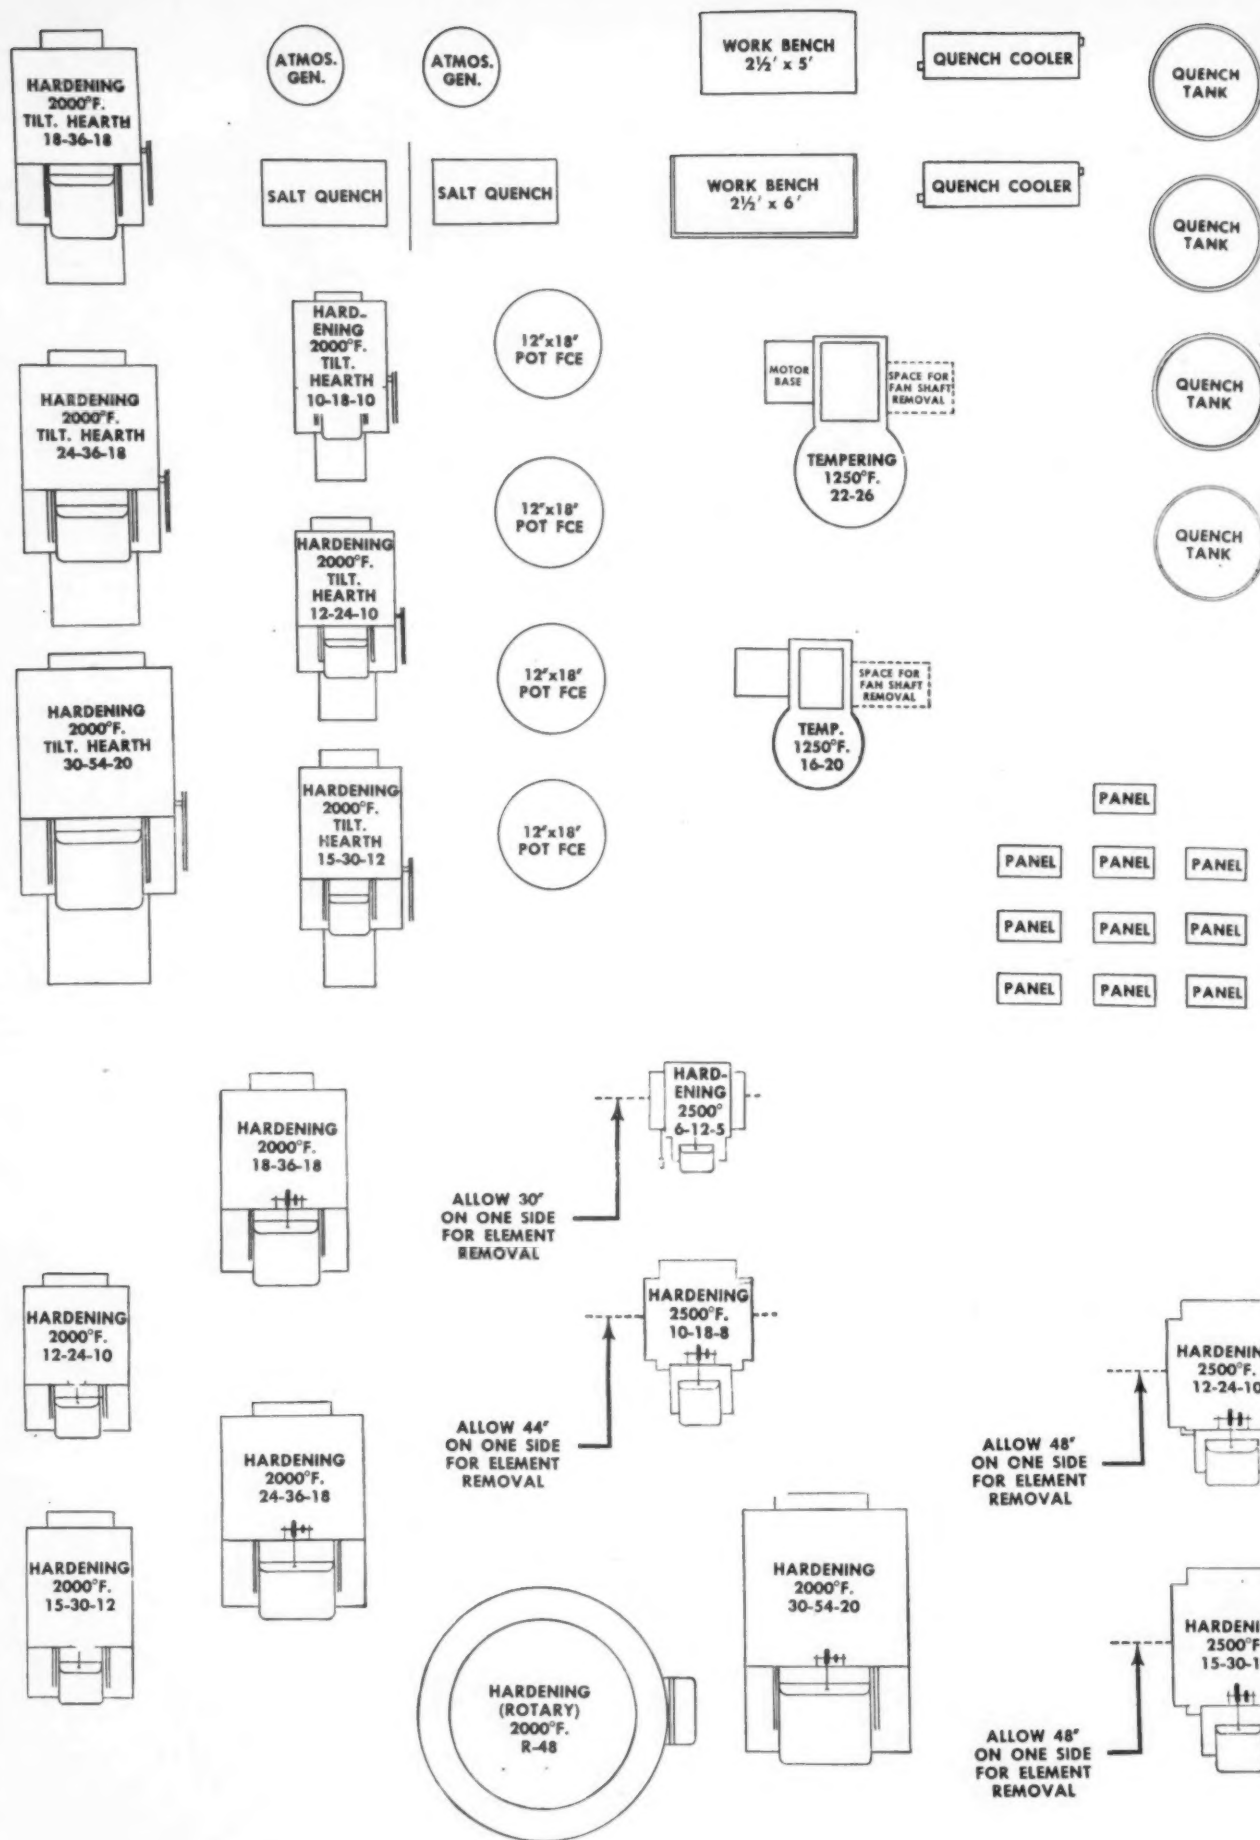 HARDENING
2000°F.
TILT. HEARTH
18-36-18
ATMOS.
GEN.
ATMOS.
GEN.
WORK BENCH
2½' x 5'
QUENCH COOLER
QUENCH
TANK
SALT QUENCH
SALT QUENCH
WORK BENCH
2½' x 6'
QUENCH COOLER
QUENCH
TANK
HARDENING
2000°F.
TILT. HEARTH
24-36-18
HARD-
ENING
2000°F.
TILT.
HEARTH
10-18-10
12"x18"
POT FCE
MOTOR
BASE
SPACE FOR
FAN SHAFT
REMOVAL
TEMPERING
1250°F.
22-26
QUENCH
TANK
12"x18"
POT FCE
QUENCH
TANK
HARDENING
2000°F.
TILT.
HEARTH
12-24-10
HARDENING
2000°F.
TILT. HEARTH
30-54-20
12"x18"
POT FCE
SPACE FOR
FAN SHAFT
REMOVAL
TEMP.
1250°F.
16-20
HARDENING
2000°F.
TILT.
HEARTH
15-30-12
12"x18"
POT FCE
PANEL
PANEL
PANEL
PANEL
PANEL
PANEL
PANEL
PANEL
PANEL
PANEL
HARDENING
2000°F.
18-36-18
HARD-
ENING
2500°
6-12-5
ALLOW 30"
ON ONE SIDE
FOR ELEMENT
REMOVAL
HARDENING
2000°F.
12-24-10
HARDENING
2500°F.
10-18-8
ALLOW 44"
ON ONE SIDE
FOR ELEMENT
REMOVAL
HARDENIN
2500°F.
12-24-10
ALLOW 48"
ON ONE SIDE
FOR ELEMENT
REMOVAL
HARDENING
2000°F.
24-36-18
HARDENING
2000°F.
15-30-12
HARDENING
2000°F.
30-54-20
HARDENI
2500°F
15-30-1
HARDENING
(ROTARY)
2000°F.
R-48
ALLOW 48"
ON ONE SIDE
FOR ELEMENT
REMOVAL